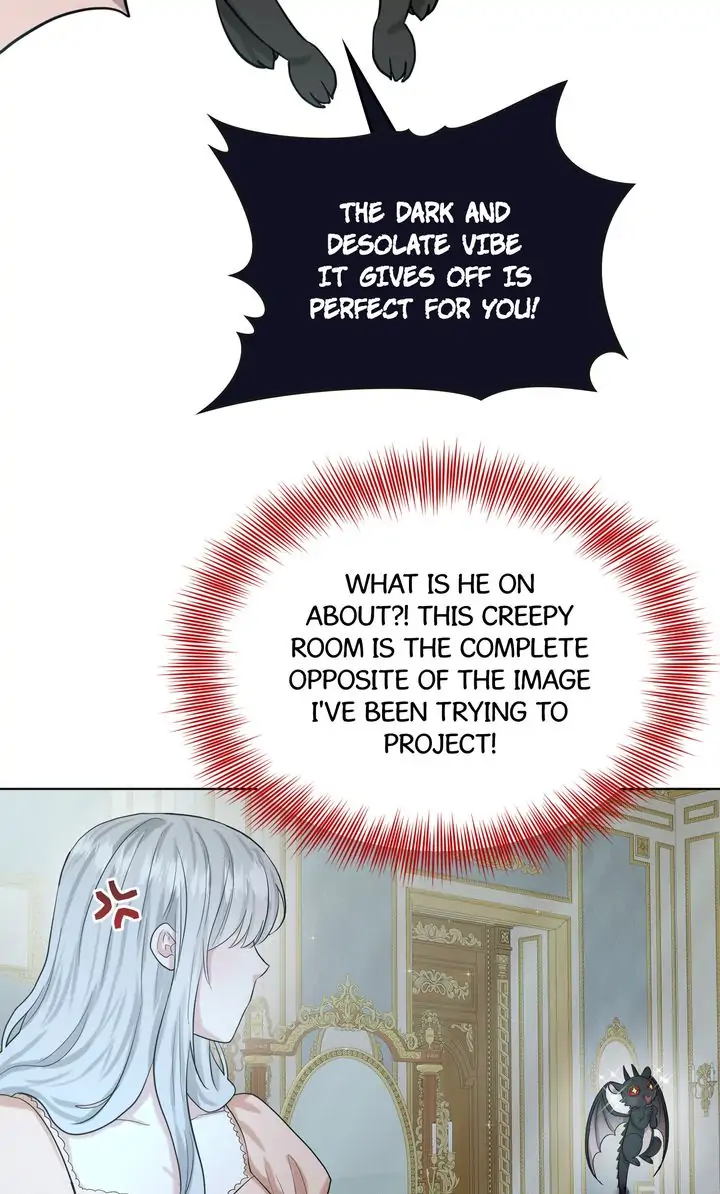 THE DARK AND
DESOLATE VIBE
IT GIVES OFF IS
PERFECT FOR YOU!
WHAT IS HE ON
ABOUT?! THIS CREEPY
ROOM IS THE COMPLETE
OPPOSITE OF THE IMAGE
I'VE BEEN TRYING TO
PROJECT!